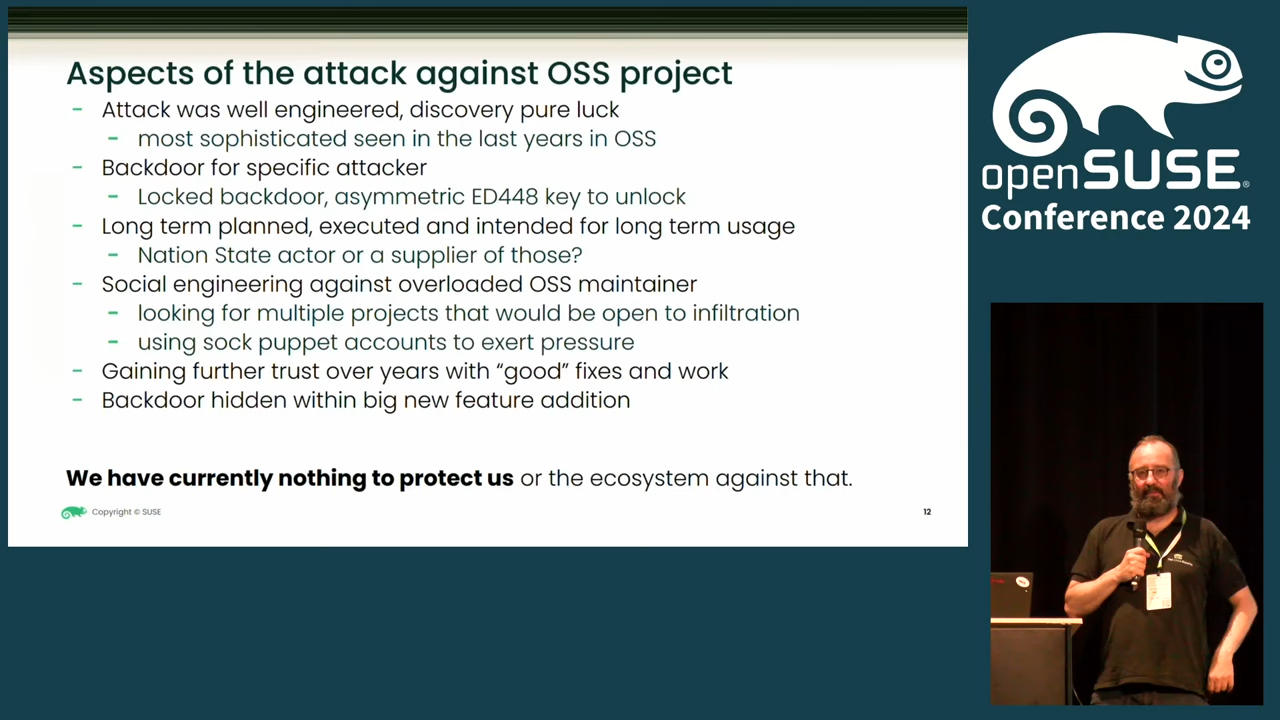 Aspects of the attack against OSS project
- Attack was well engineered, discovery pure luck
- most sophisticated seen in the last years in OSS
- Backdoor for specific attacker
- Locked backdoor, asymmetric ED448 key to unlock
- Long term planned, executed and intended for long term usage
- Nation State actor or a supplier of those?
- Social engineering against overloaded OSS maintainer
- looking for multiple projects that would be open to infiltration
- using sock puppet accounts to exert pressure
- Gaining further trust over years with “good” fixes and work
- Backdoor hidden within big new feature addition
We have currently nothing to protect us or the ecosystem against that.
Copyright © SUSE
12
openSUSE®
Conference 2024